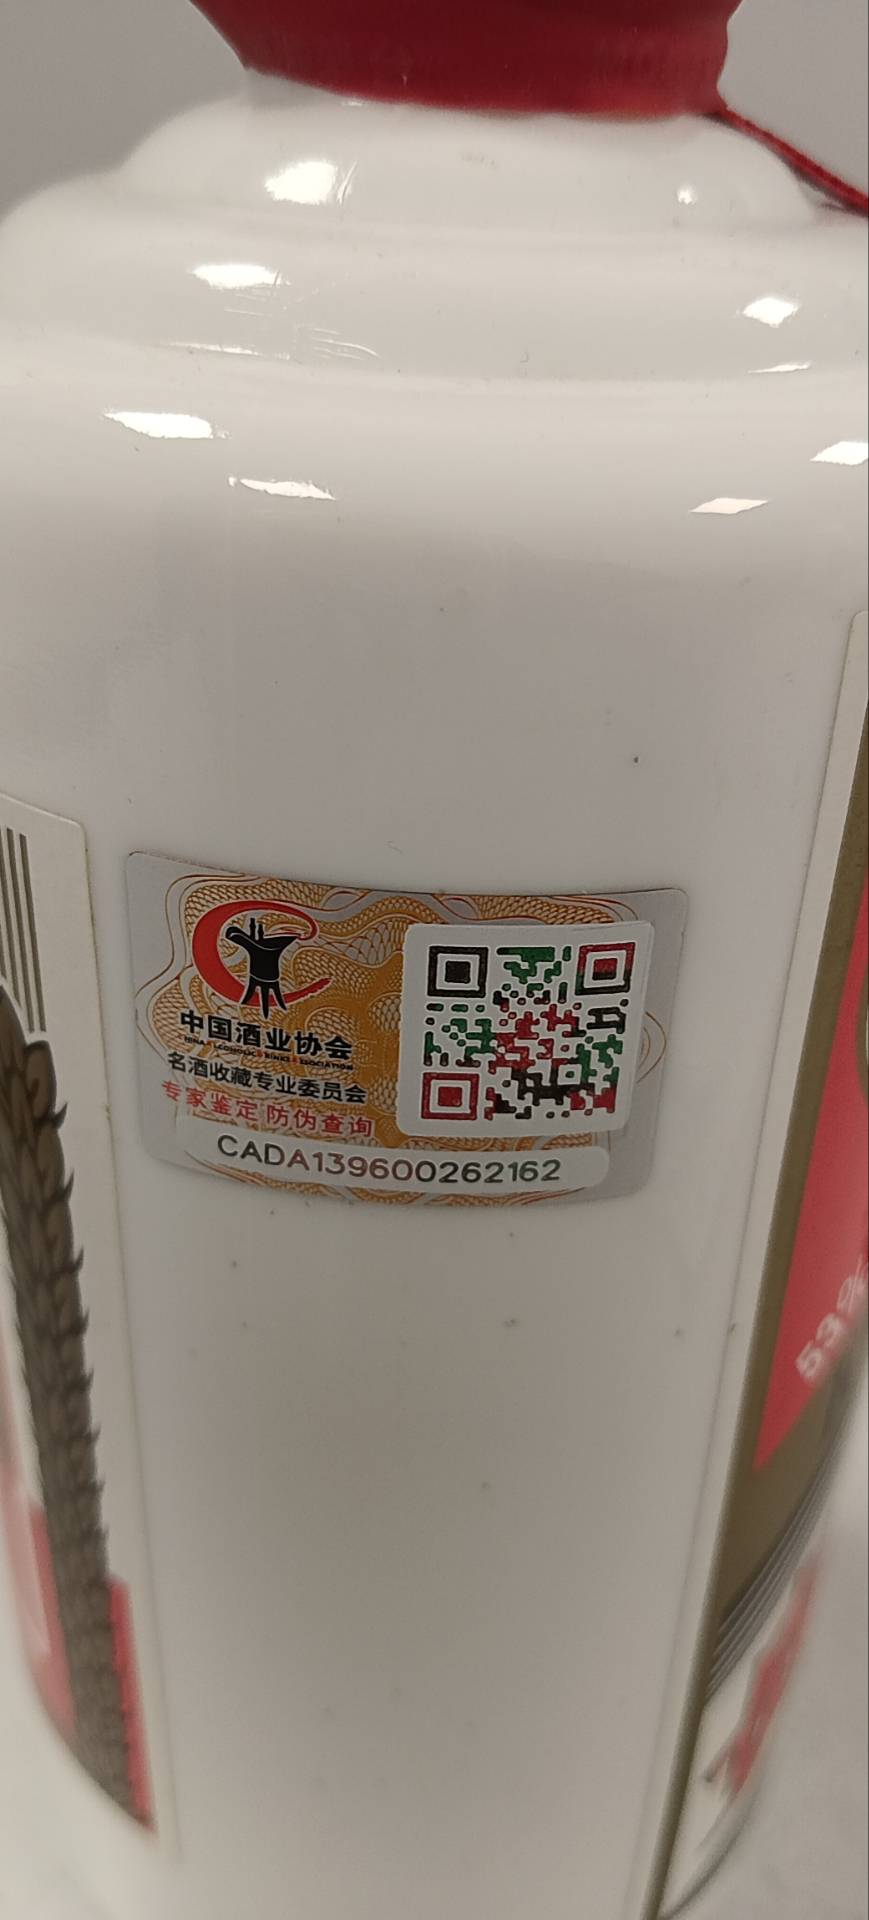 中国酒业协会
名酒收藏专业委员会
专家鉴定 防伪查询
CADA139600262162
53%